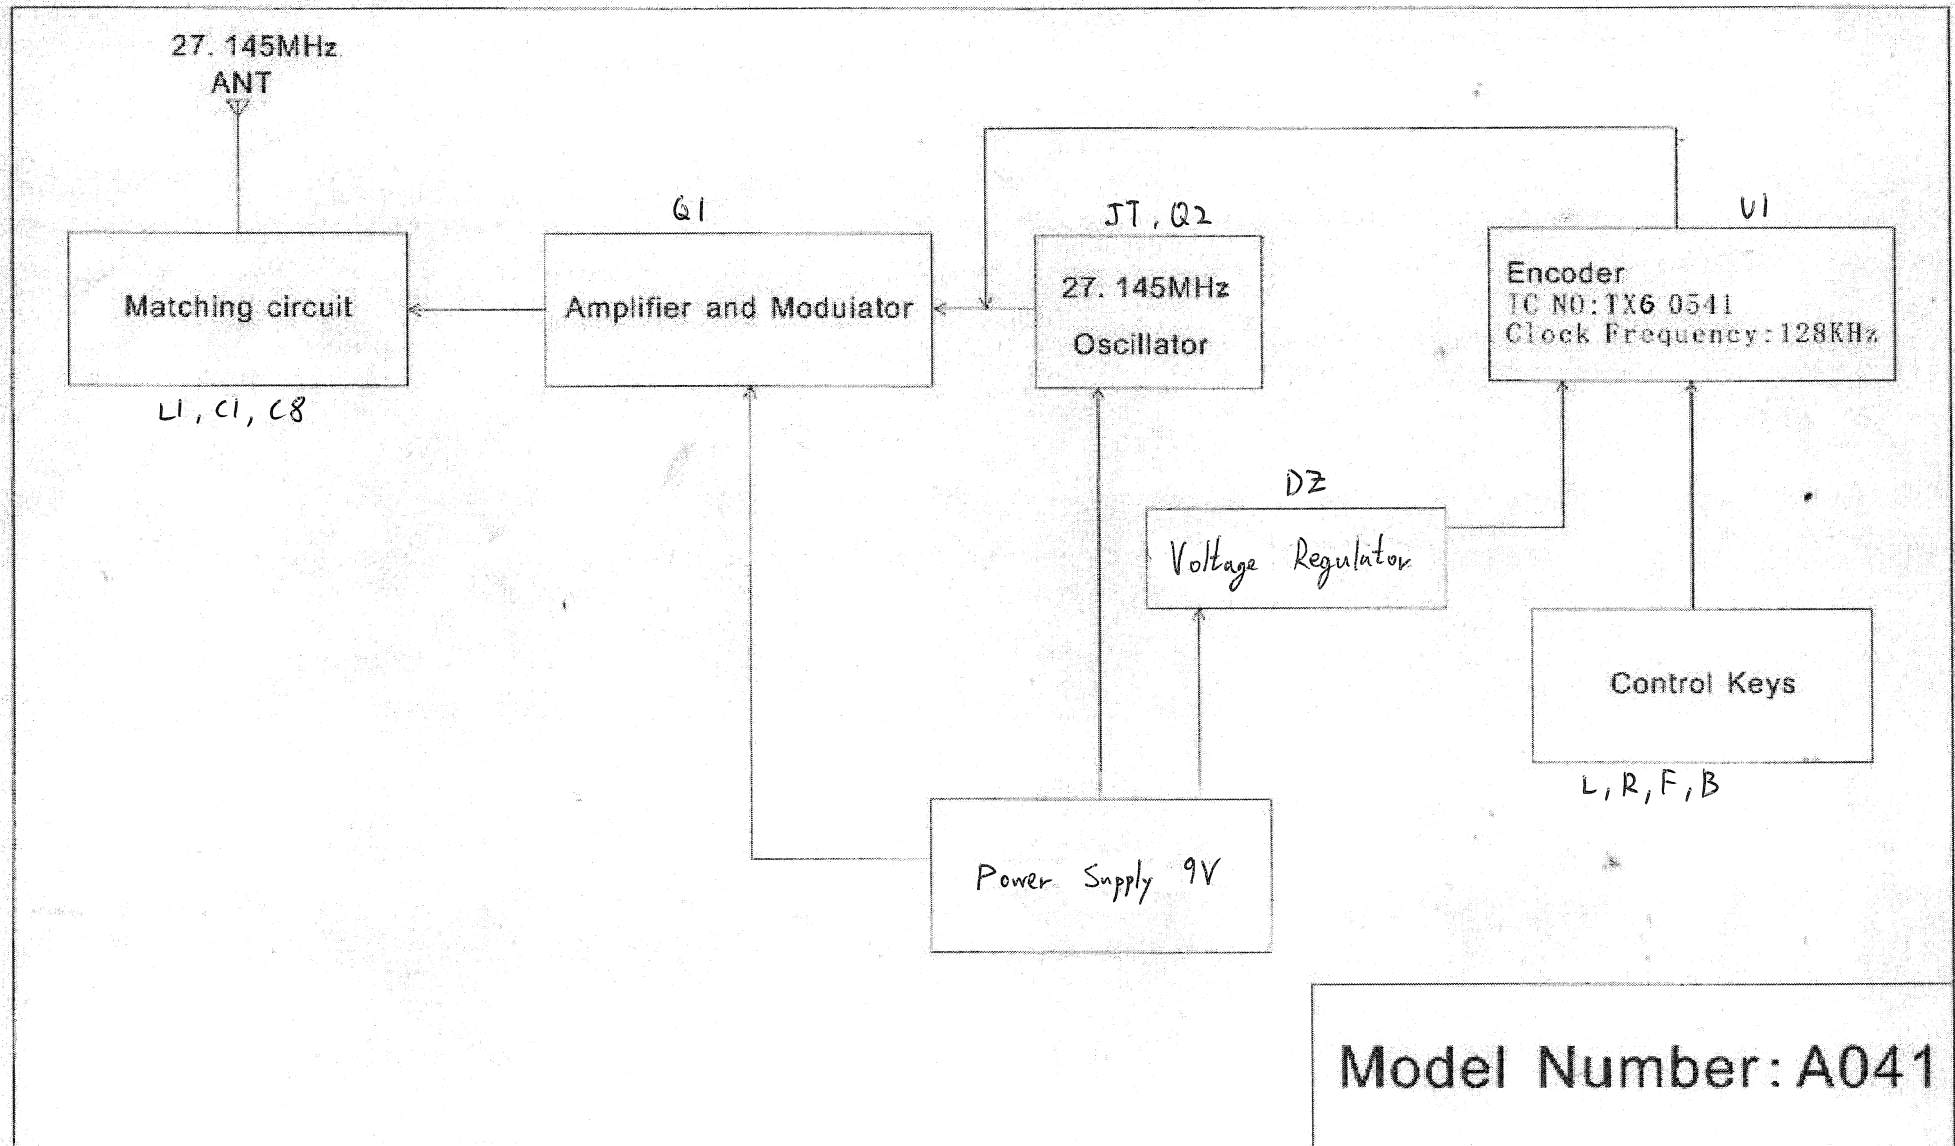 27.145MHz
ANT
Q1
JT, Q2
U1
Matching circuit
Amplifier and Moduiator
27.145MHz
Oscillator
Encoder
IC NO:TX6 0541
Clock Frequency:128KHz
L1, C1, C8
DZ
Voltage Regulator
Control Keys
L, R, F, B
Power Supply 9V
Model Number:A041